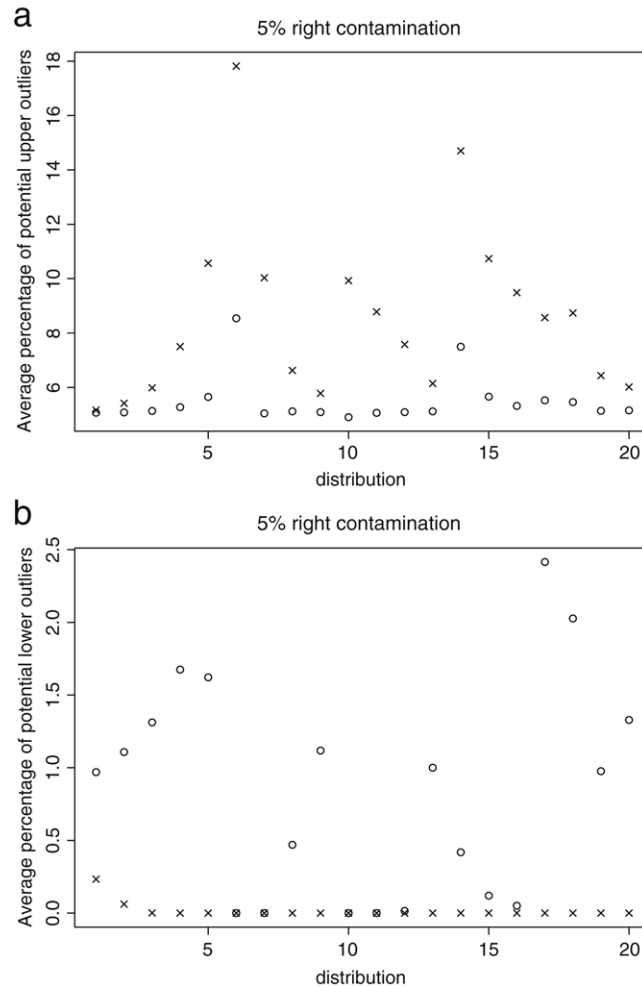 a
5% right contamination
Average percentage of potential upper outliers
18
16
14
12
10
8
6
5
10
15
20
distribution
b
5% right contamination
Average percentage of potential lower outliers
2.5
2.0
1.5
1.0
0.5
0.0
5
10
15
20
distribution